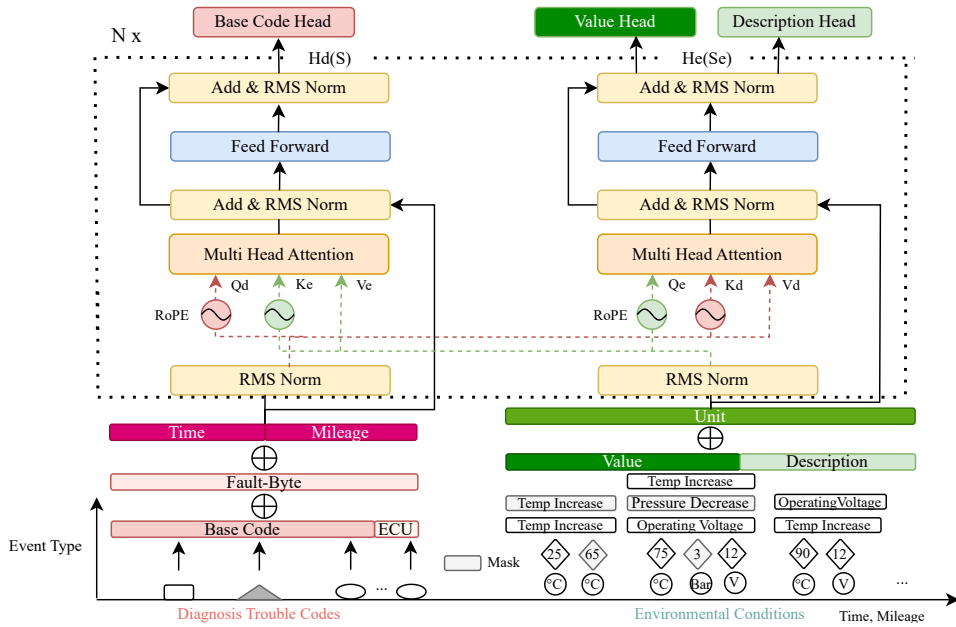 Base Code Head
Value Head
Description Head
N x
Hd(S)
He(Se)
Add & RMS Norm
Add & RMS Norm
Feed Forward
Feed Forward
Add & RMS Norm
Add & RMS Norm
Multi Head Attention
Multi Head Attention
Qd
Ke
Ve
Qe
Kd
Vd
RoPE
RoPE
RMS Norm
RMS Norm
Unit
Time
Mileage
Value
Description
Fault-Byte
Temp Increase
Temp Increase
Pressure Decrease
OperatingVoltage
Base Code
ECU
Temp Increase
Operating Voltage
Temp Increase
Event Type
Mask
25
65
75
3
12
90
12
°C
°C
°C
Bar
V
°C
V
...
...
Diagnosis Trouble Codes
Environmental Conditions
Time, Mileage